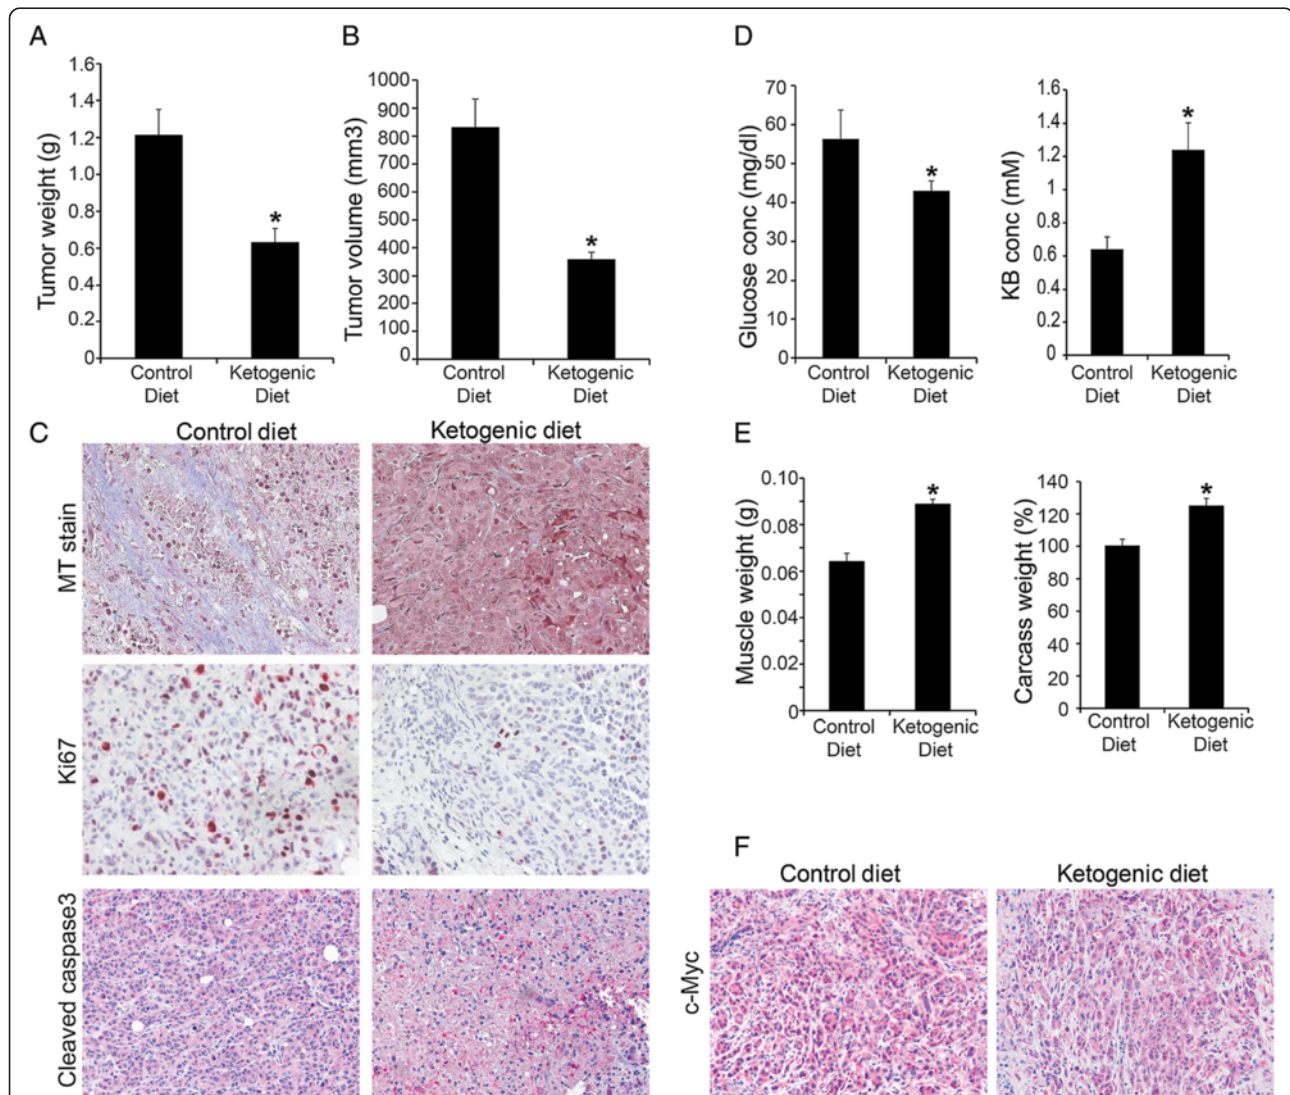 A
Tumor weight (g)
1.6
1.4
1.2
1.0
0.8
0.6
0.4
0.2
0
*
Control
Diet
Ketogenic
Diet
B
Tumor volume (mm3)
1000
900
800
700
600
500
400
300
200
100
0
*
Control
Diet
Ketogenic
Diet
C
Control diet
Ketogenic diet
MT stain
Ki67
Cleaved caspase3
D
Glucose conc (mg/dl)
70
60
50
40
30
20
10
0
*
Control
Diet
Ketogenic
Diet
KB conc (mM)
1.6
1.4
1.2
1
0.8
0.6
0.4
0.2
0
*
Control
Diet
Ketogenic
Diet
E
Muscle weight (g)
0.10
0.08
0.06
0.04
0.02
0
*
Control
Diet
Ketogenic
Diet
Carcass weight (%)
140
120
100
80
60
40
20
0
*
Control
Diet
Ketogenic
Diet
F
Control diet
Ketogenic diet
c-Myc